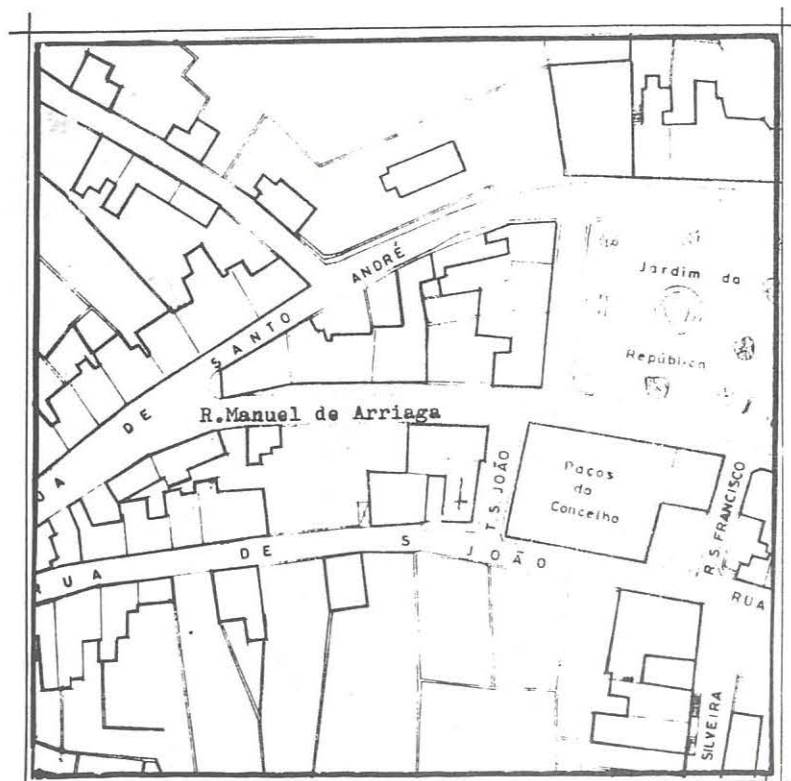 RUA DE SANTO ANDRÉ
Jardim da
República
R.Manuel de Arriaga
Paços
do
Concelho
T. S. JOÃO
R S. FRANCISCO
RUA DE S JOÃO
RUA
SILVEIRA